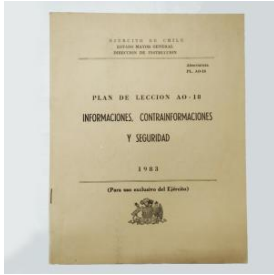 EJERCITO DE CHILE
ESTADO MAYOR GENERAL
DIRECCION DE INSTRUCCION
PLAN DE LECCION AO-18
INFORMACIONES, CONTRAINFORMACIONES
Y SEGURIDAD
1983
(Para uso exclusivo del Ejército)